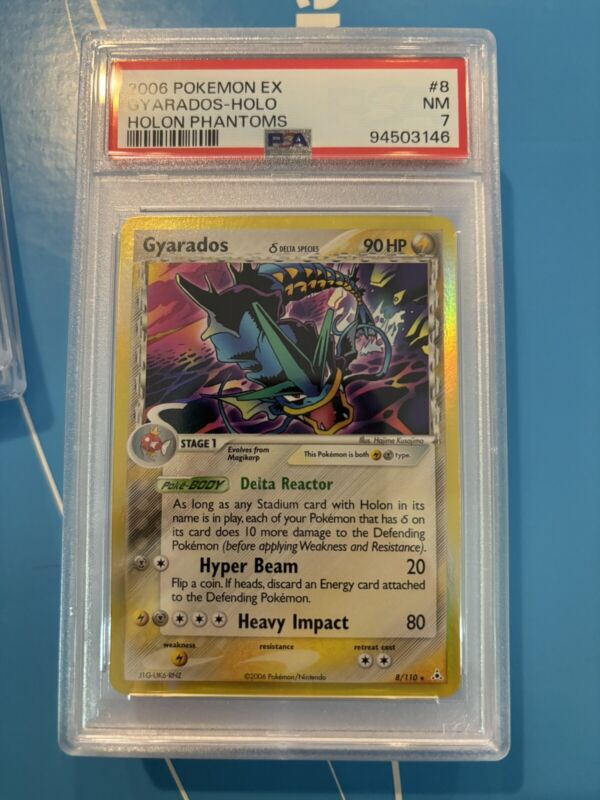 2006 POKEMON EX #8
GYARADOS-HOLO NM
HOLON PHANTOMS 7
PSA 94503146
Gyarados δ DELTA SPECIES 90 HP
Illus. Hajime Kusajima
STAGE 1
Evolves from
Magikarp
This Pokémon is both type.
Poké-BODY Delta Reactor
As long as any Stadium card with Holon in its
name is in play, each of your Pokémon that has δ on
its card does 10 more damage to the Defending
Pokémon (before applying Weakness and Resistance).
Hyper Beam 20
Flip a coin. If heads, discard an Energy card attached
to the Defending Pokémon.
Heavy Impact 80
weakness resistance retreat cost
©2006 Pokémon/Nintendo
8/110 ★